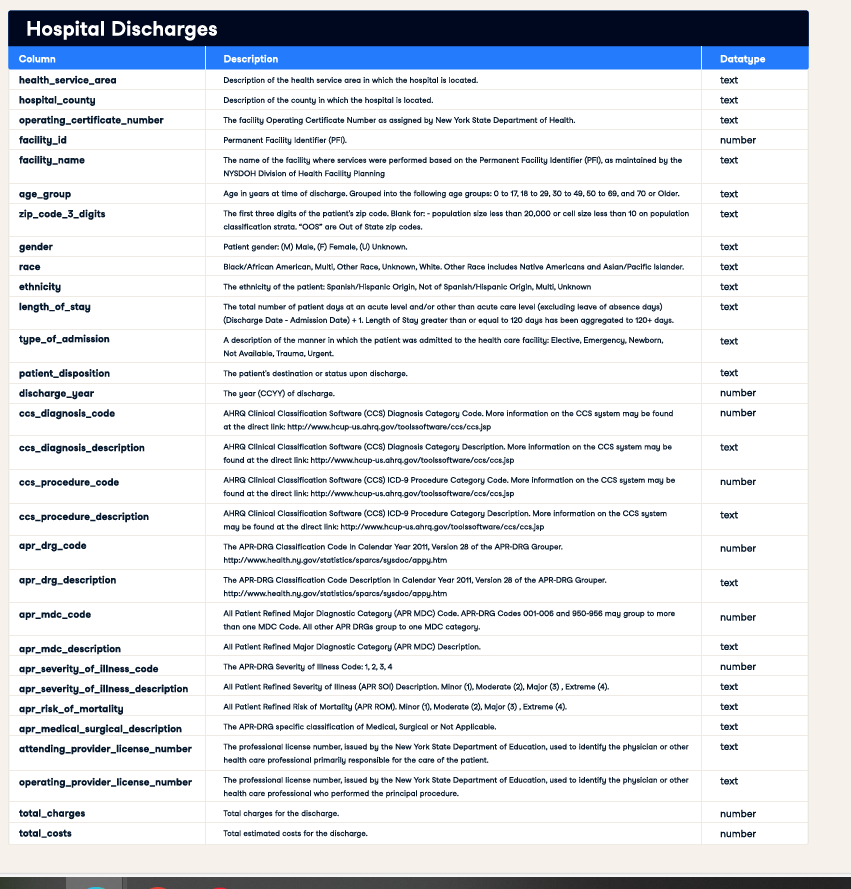 Hospital Discharges
Column Description Datatype
health_service_area Description of the health service area in which the hospital is located. text
hospital_county Description of the county in which the hospital is located. text
operating_certificate_number The facility Operating Certificate Number as assigned by New York State Department of Health. text
facility_id Permanent Facility Identifier (PFI). number
facility_name The name of the facility where services were performed based on the Permanent Facility Identifier (PFI), as maintained by the text
NYSDOH Division of Health Facility Planning
age_group Age in years at time of discharge. Grouped into the following age groups: 0 to 17, 18 to 29, 30 to 49, 50 to 69, and 70 or Older. text
zip_code_3_digits The first three digits of the patient's zip code. Blank for: - population size less than 20,000 or cell size less than 10 on population text
classification strata. "OOS" are Out of State zip codes.
gender Patient gender: (M) Male, (F) Female, (U) Unknown. text
race Black/African American, Multi, Other Race, Unknown, White. Other Race includes Native Americans and Asian/Pacific Islander. text
ethnicity The ethnicity of the patient: Spanish/Hispanic Origin, Not of Spanish/Hispanic Origin, Multi, Unknown text
length_of_stay The total number of patient days at an acute level and/or other than acute care level (excluding leave of absence days) text
(Discharge Date - Admission Date) + 1. Length of Stay greater than or equal to 120 days has been aggregated to 120+ days.
type_of_admission A description of the manner in which the patient was admitted to the health care facility: Elective, Emergency, Newborn, text
Not Available, Trauma, Urgent.
patient_disposition The patient's destination or status upon discharge. text
discharge_year The year (CCYY) of discharge. number
ccs_diagnosis_code AHRQ Clinical Classification Software (CCS) Diagnosis Category Code. More information on the CCS system may be found number
at the direct link: http://www.hcup-us.ahrq.gov/toolssoftware/ccs/ccs.jsp
ccs_diagnosis_description AHRQ Clinical Classification Software (CCS) Diagnosis Category Description. More information on the CCS system may be text
found at the direct link: http://www.hcup-us.ahrq.gov/toolssoftware/ccs/ccs.jsp
ccs_procedure_code AHRQ Clinical Classification Software (CCS) ICD-9 Procedure Category Code. More information on the CCS system may be number
found at the direct link: http://www.hcup-us.ahrq.gov/toolssoftware/ccs/ccs.jsp
ccs_procedure_description AHRQ Clinical Classification Software (CCS) ICD-9 Procedure Category Description. More information on the CCS system text
may be found at the direct link: http://www.hcup-us.ahrq.gov/toolssoftware/ccs/ccs.jsp
apr_drg_code The APR-DRG Classification Code In Calendar Year 2011, Version 28 of the APR-DRG Grouper. number
http://www.health.ny.gov/statistics/sparcs/sysdoc/appy.htm
apr_drg_description The APR-DRG Classification Code Description In Calendar Year 2011, Version 28 of the APR-DRG Grouper. text
http://www.health.ny.gov/statistics/sparcs/sysdoc/appy.htm
apr_mdc_code All Patient Refined Major Diagnostic Category (APR MDC) Code. APR-DRG Codes 001-006 and 950-956 may group to more number
than one MDC Code. All other APR DRGs group to one MDC category.
apr_mdc_description All Patient Refined Major Diagnostic Category (APR MDC) Description. text
apr_severity_of_illness_code The APR-DRG Severity of Illness Code: 1, 2, 3, 4 number
apr_severity_of_illness_description All Patient Refined Severity of Illness (APR SOI) Description. Minor (1), Moderate (2), Major (3) , Extreme (4). text
apr_risk_of_mortality All Patient Refined Risk of Mortality (APR ROM). Minor (1), Moderate (2), Major (3) , Extreme (4). text
apr_medical_surgical_description The APR-DRG specific classification of Medical, Surgical or Not Applicable. text
attending_provider_license_number The professional license number, issued by the New York State Department of Education, used to identify the physician or other text
health care professional primarily responsible for the care of the patient.
operating_provider_license_number The professional license number, issued by the New York State Department of Education, used to identify the physician or other text
health care professional who performed the principal procedure.
total_charges Total charges for the discharge. number
total_costs Total estimated costs for the discharge. number